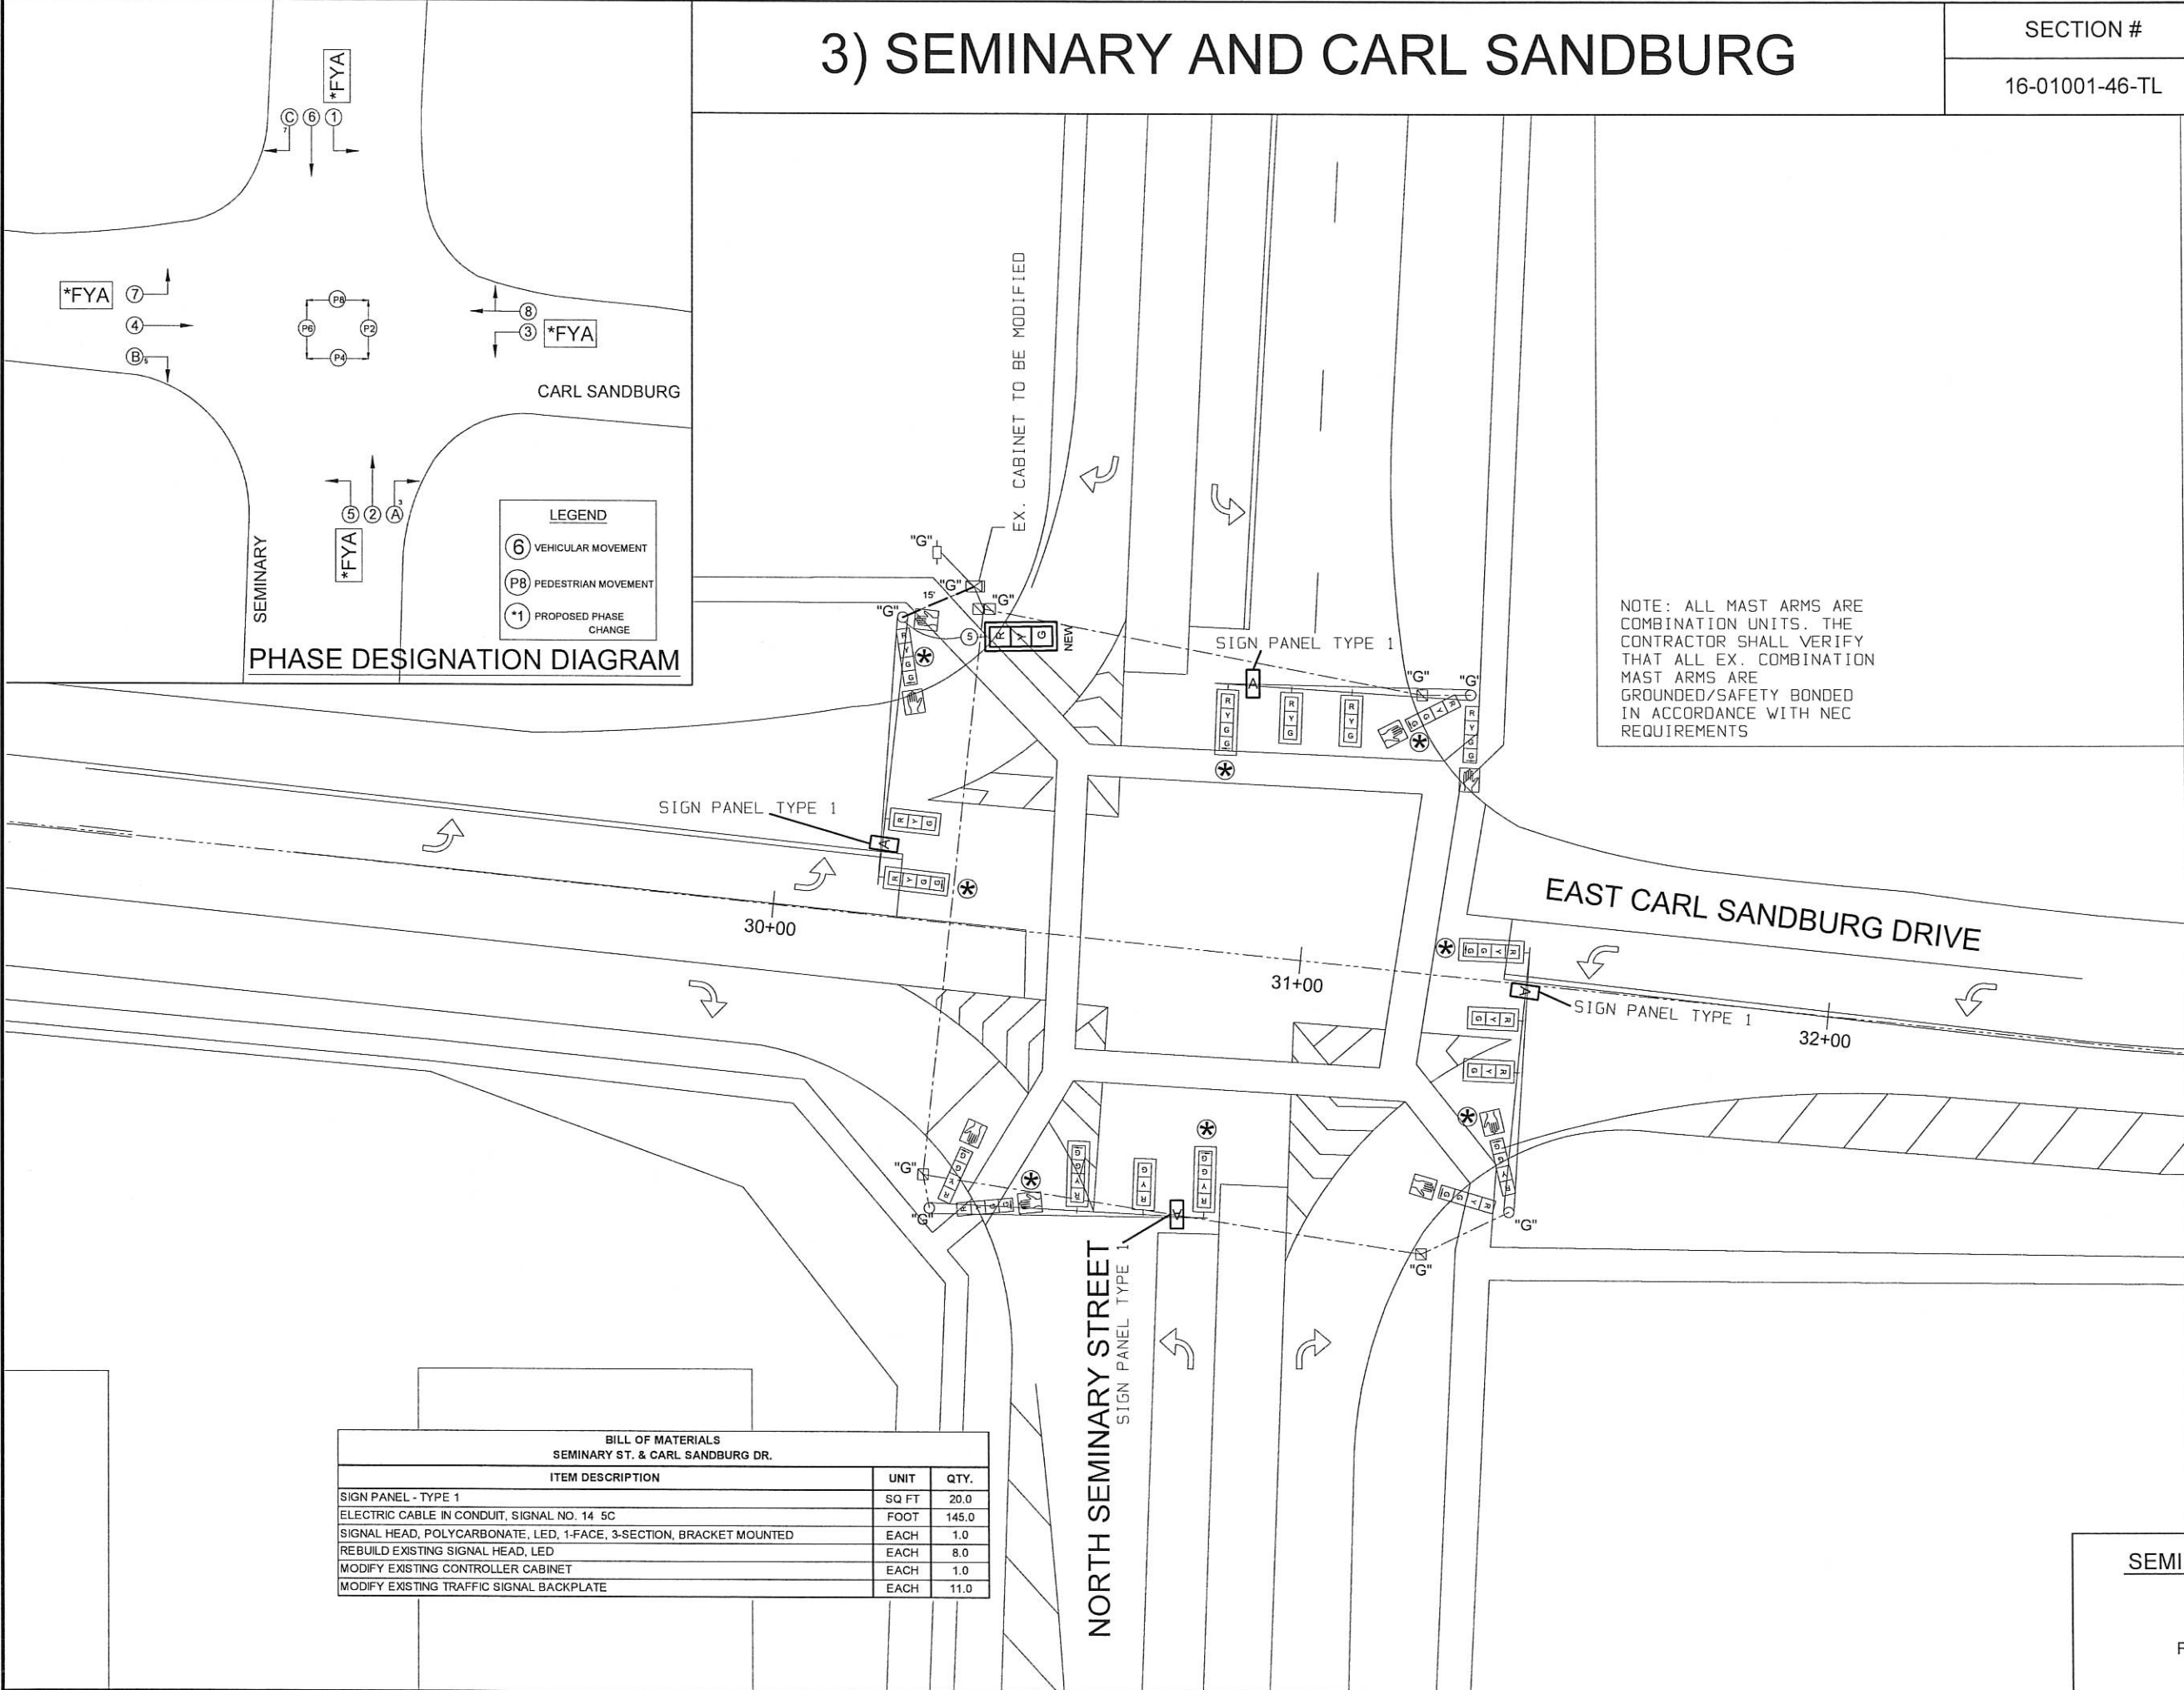 3) SEMINARY AND CARL SANDBURG
SECTION #
16-01001-46-TL
*FYA
C 6 1
7
*FYA 7
4
B 5
P8
P6 P2
P4
8
3 *FYA
CARL SANDBURG
5 2 A
3
*FYA
SEMINARY
LEGEND
6 VEHICULAR MOVEMENT
P8 PEDESTRIAN MOVEMENT
*1 PROPOSED PHASE
CHANGE
PHASE DESIGNATION DIAGRAM
EX. CABINET TO BE MODIFIED
"G"
"G"
15'
"G"
"G"
5
R Y G
NEW
R Y G G
*
SIGN PANEL TYPE 1
A
"G"
"G"
R Y G G
R Y G
R Y G
R Y G G
R Y G G
*
*
NOTE: ALL MAST ARMS ARE
COMBINATION UNITS. THE
CONTRACTOR SHALL VERIFY
THAT ALL EX. COMBINATION
MAST ARMS ARE
GROUNDED/SAFETY BONDED
IN ACCORDANCE WITH NEC
REQUIREMENTS
SIGN PANEL TYPE 1
A
R Y G
R Y G G
*
30+00
31+00
32+00
EAST CARL SANDBURG DRIVE
*
R Y G G
A
SIGN PANEL TYPE 1
R Y G
R Y G
*
R Y G G
R Y G G
"G"
"G"
"G"
"G"
R Y G G
R Y G G
*
R Y G G
R Y G
R Y G G
*
A
NORTH SEMINARY STREET
SIGN PANEL TYPE 1
BILL OF MATERIALS
SEMINARY ST. & CARL SANDBURG DR.
ITEM DESCRIPTION UNIT QTY.
SIGN PANEL - TYPE 1 SQ FT 20.0
ELECTRIC CABLE IN CONDUIT, SIGNAL NO. 14 5C FOOT 145.0
SIGNAL HEAD, POLYCARBONATE, LED, 1-FACE, 3-SECTION, BRACKET MOUNTED EACH 1.0
REBUILD EXISTING SIGNAL HEAD, LED EACH 8.0
MODIFY EXISTING CONTROLLER CABINET EACH 1.0
MODIFY EXISTING TRAFFIC SIGNAL BACKPLATE EACH 11.0
SEMI